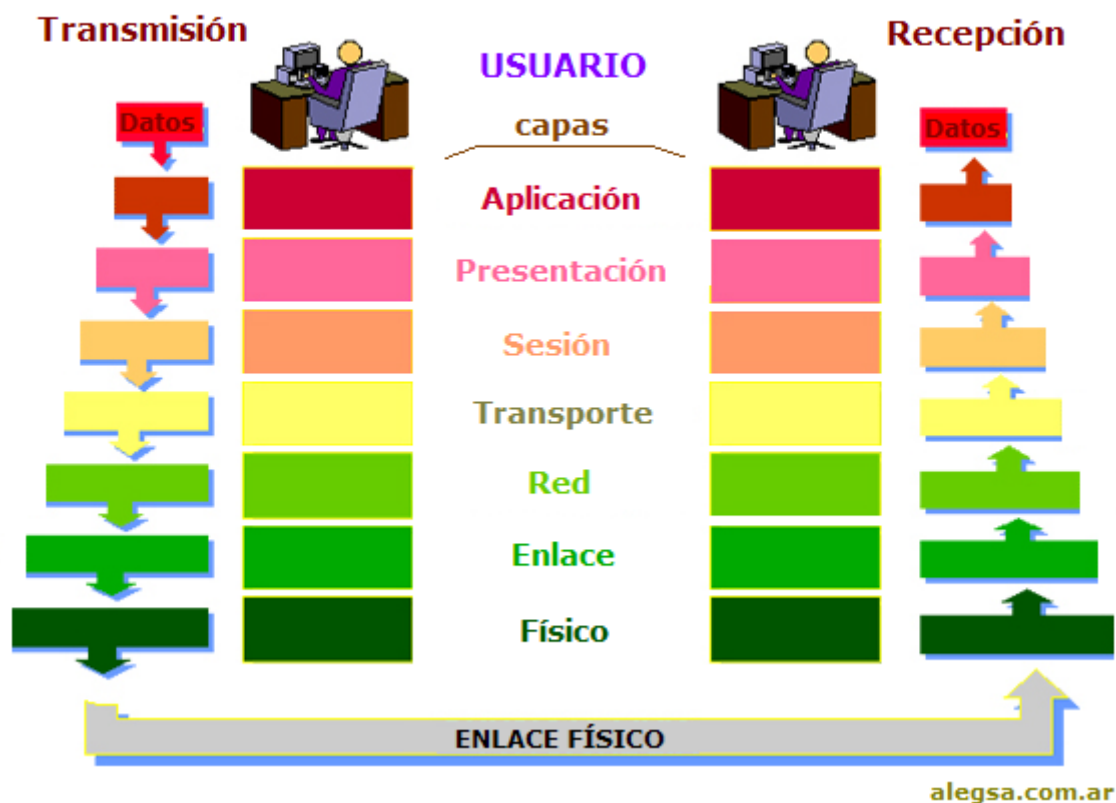 Transmisión
USUARIO
Recepción
Datos
capas
Datos
Aplicación
Presentación
Sesión
Transporte
Red
Enlace
Físico
ENLACE FÍSICO
alegsa.com.ar